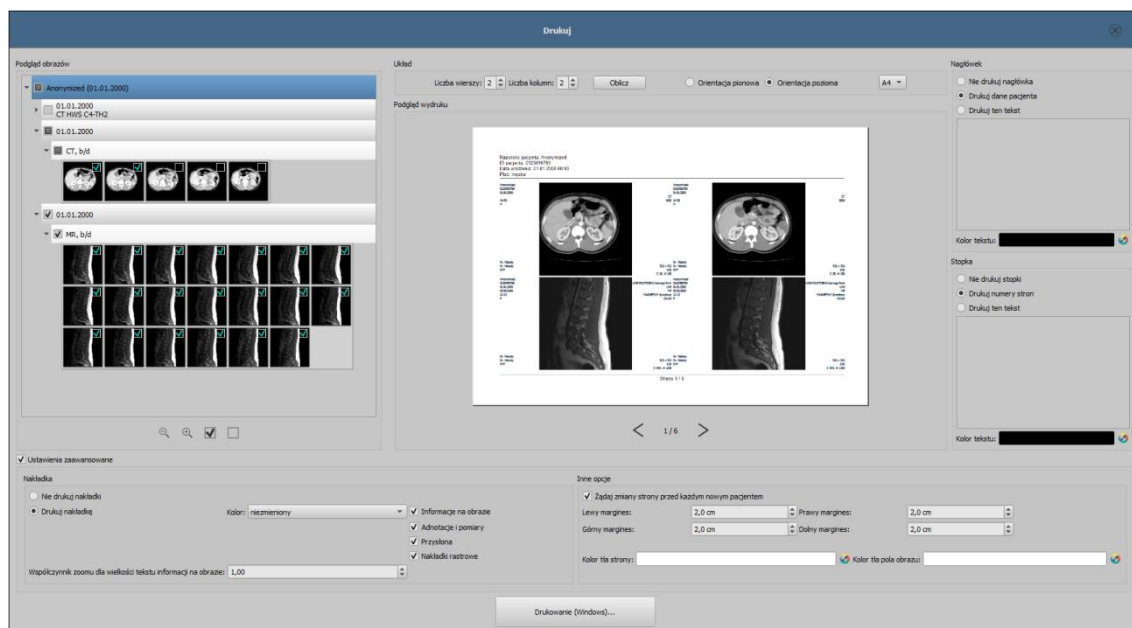 Drukuj
Podgląd obrazów
Anonymized (01.01.2000)
01.01.2000
CT HWS C4-TH2
01.01.2000
CT, b/d
01.01.2000
MR, b/d
Układ
Liczba wierszy: 2 Liczba kolumn: 2 Oblicz Orientacja pionowa Orientacja pozioma A4
Podgląd wydruku
Nazwisko pacjenta: Anonymized
Płeć: męska
Strona 1 / 6
1 / 6
Nagłówek
Nie drukuj nagłówka
Drukuj dane pacjenta
Drukuj ten tekst
Kolor tekstu:
Stopka
Nie drukuj stopki
Drukuj numery stron
Drukuj ten tekst
Kolor tekstu:
Ustawienia zaawansowane
Nakładka
Nie drukuj nakładki
Drukuj nakładkę Kolor: niezmieniony Informacje na obrazie
Adnotacje i pomiary
Przysłona
Nakładki rastrowe
Współczynnik zoomu dla wielkości tekstu informacji na obrazie: 1,00
Inne opcje
Żądaj zmiany strony przed każdym nowym pacjentem
Lewy margines: 2,0 cm Prawy margines: 2,0 cm
Górny margines: 2,0 cm Dolny margines: 2,0 cm
Kolor tła strony: Kolor tła pola obrazu:
Drukowanie (Windows)...